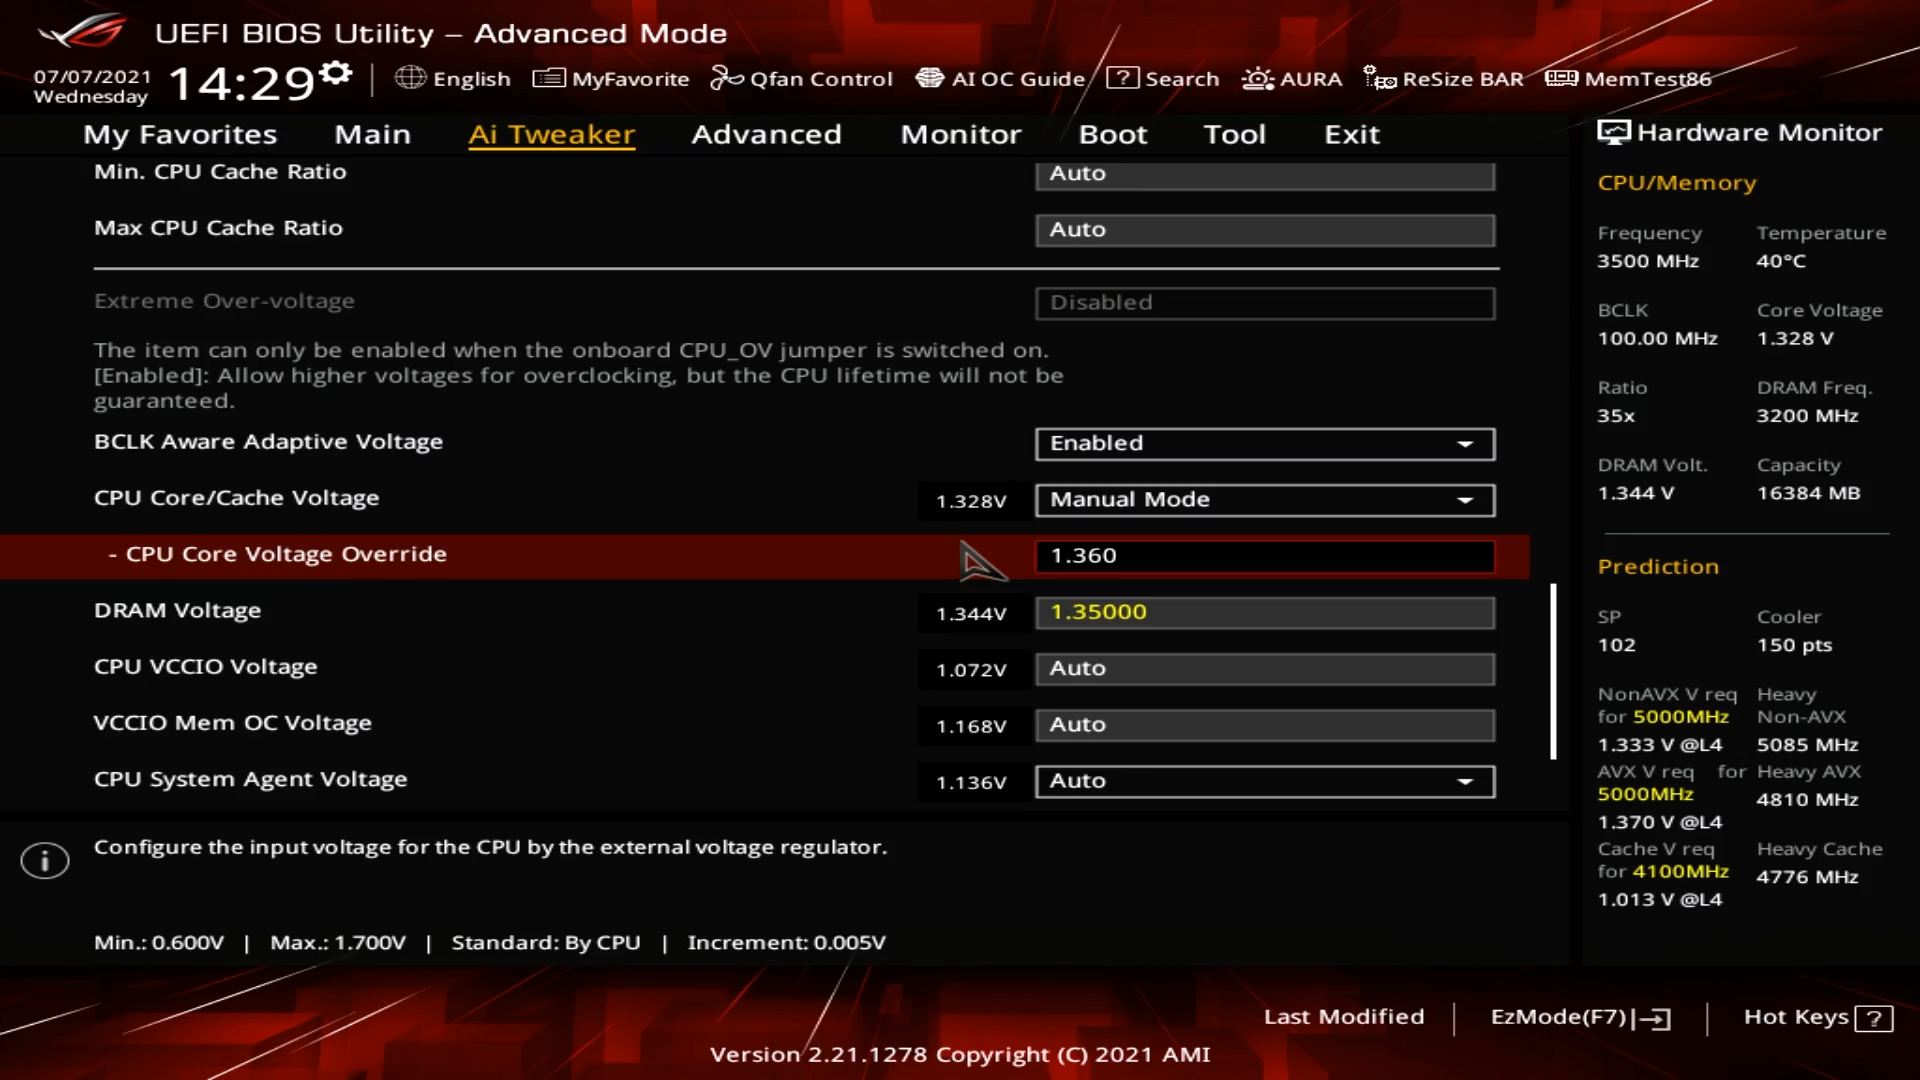 UEFI BIOS Utility – Advanced Mode
07/07/2021
Wednesday
14:29
English
MyFavorite
Qfan Control
AI OC Guide
? Search
AURA
ReSize BAR
MemTest86
My Favorites
Main
Ai Tweaker
Advanced
Monitor
Boot
Tool
Exit
Min. CPU Cache Ratio
Auto
Max CPU Cache Ratio
Auto
Extreme Over-voltage
Disabled
The item can only be enabled when the onboard CPU_OV jumper is switched on.
[Enabled]: Allow higher voltages for overclocking, but the CPU lifetime will not be
guaranteed.
BCLK Aware Adaptive Voltage
Enabled
CPU Core/Cache Voltage
1.328V
Manual Mode
- CPU Core Voltage Override
1.360
DRAM Voltage
1.344V
1.35000
CPU VCCIO Voltage
1.072V
Auto
VCCIO Mem OC Voltage
1.168V
Auto
CPU System Agent Voltage
1.136V
Auto
Configure the input voltage for the CPU by the external voltage regulator.
Min.: 0.600V | Max.: 1.700V | Standard: By CPU | Increment: 0.005V
Hardware Monitor
CPU/Memory
Frequency Temperature
3500 MHz 40°C
BCLK Core Voltage
100.00 MHz 1.328 V
Ratio DRAM Freq.
35x 3200 MHz
DRAM Volt. Capacity
1.344 V 16384 MB
Prediction
SP Cooler
102 150 pts
NonAVX V req Heavy
for 5000MHz Non-AVX
1.333 V @L4 5085 MHz
AVX V req for Heavy AVX
5000MHz 4810 MHz
1.370 V @L4
Cache V req Heavy Cache
for 4100MHz 4776 MHz
1.013 V @L4
Last Modified
EzMode(F7)
Hot Keys ?
Version 2.21.1278 Copyright (C) 2021 AMI